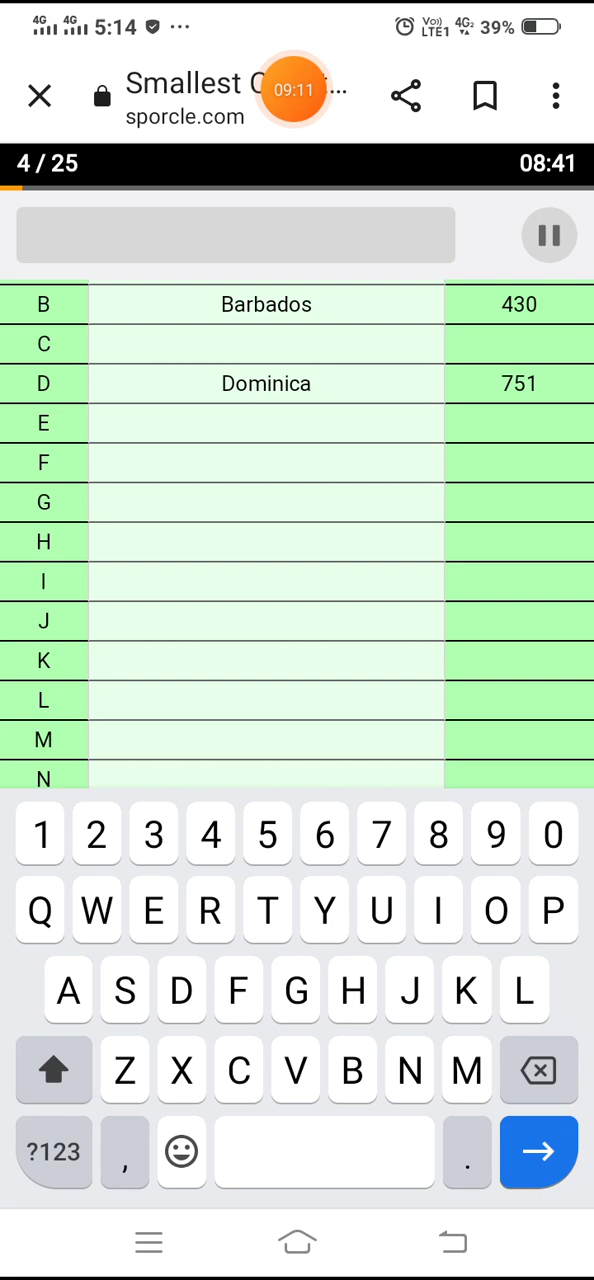 4G 4G 5:14 ... Vo)) LTE1 4G2 39%
Smallest C t...
09:11
sporcle.com
4 / 25 08:41
B Barbados 430
C
D Dominica 751
E
F
G
H
I
J
K
L
M
N
1 2 3 4 5 6 7 8 9 0
Q W E R T Y U I O P
A S D F G H J K L
Z X C V B N M
?123 , .